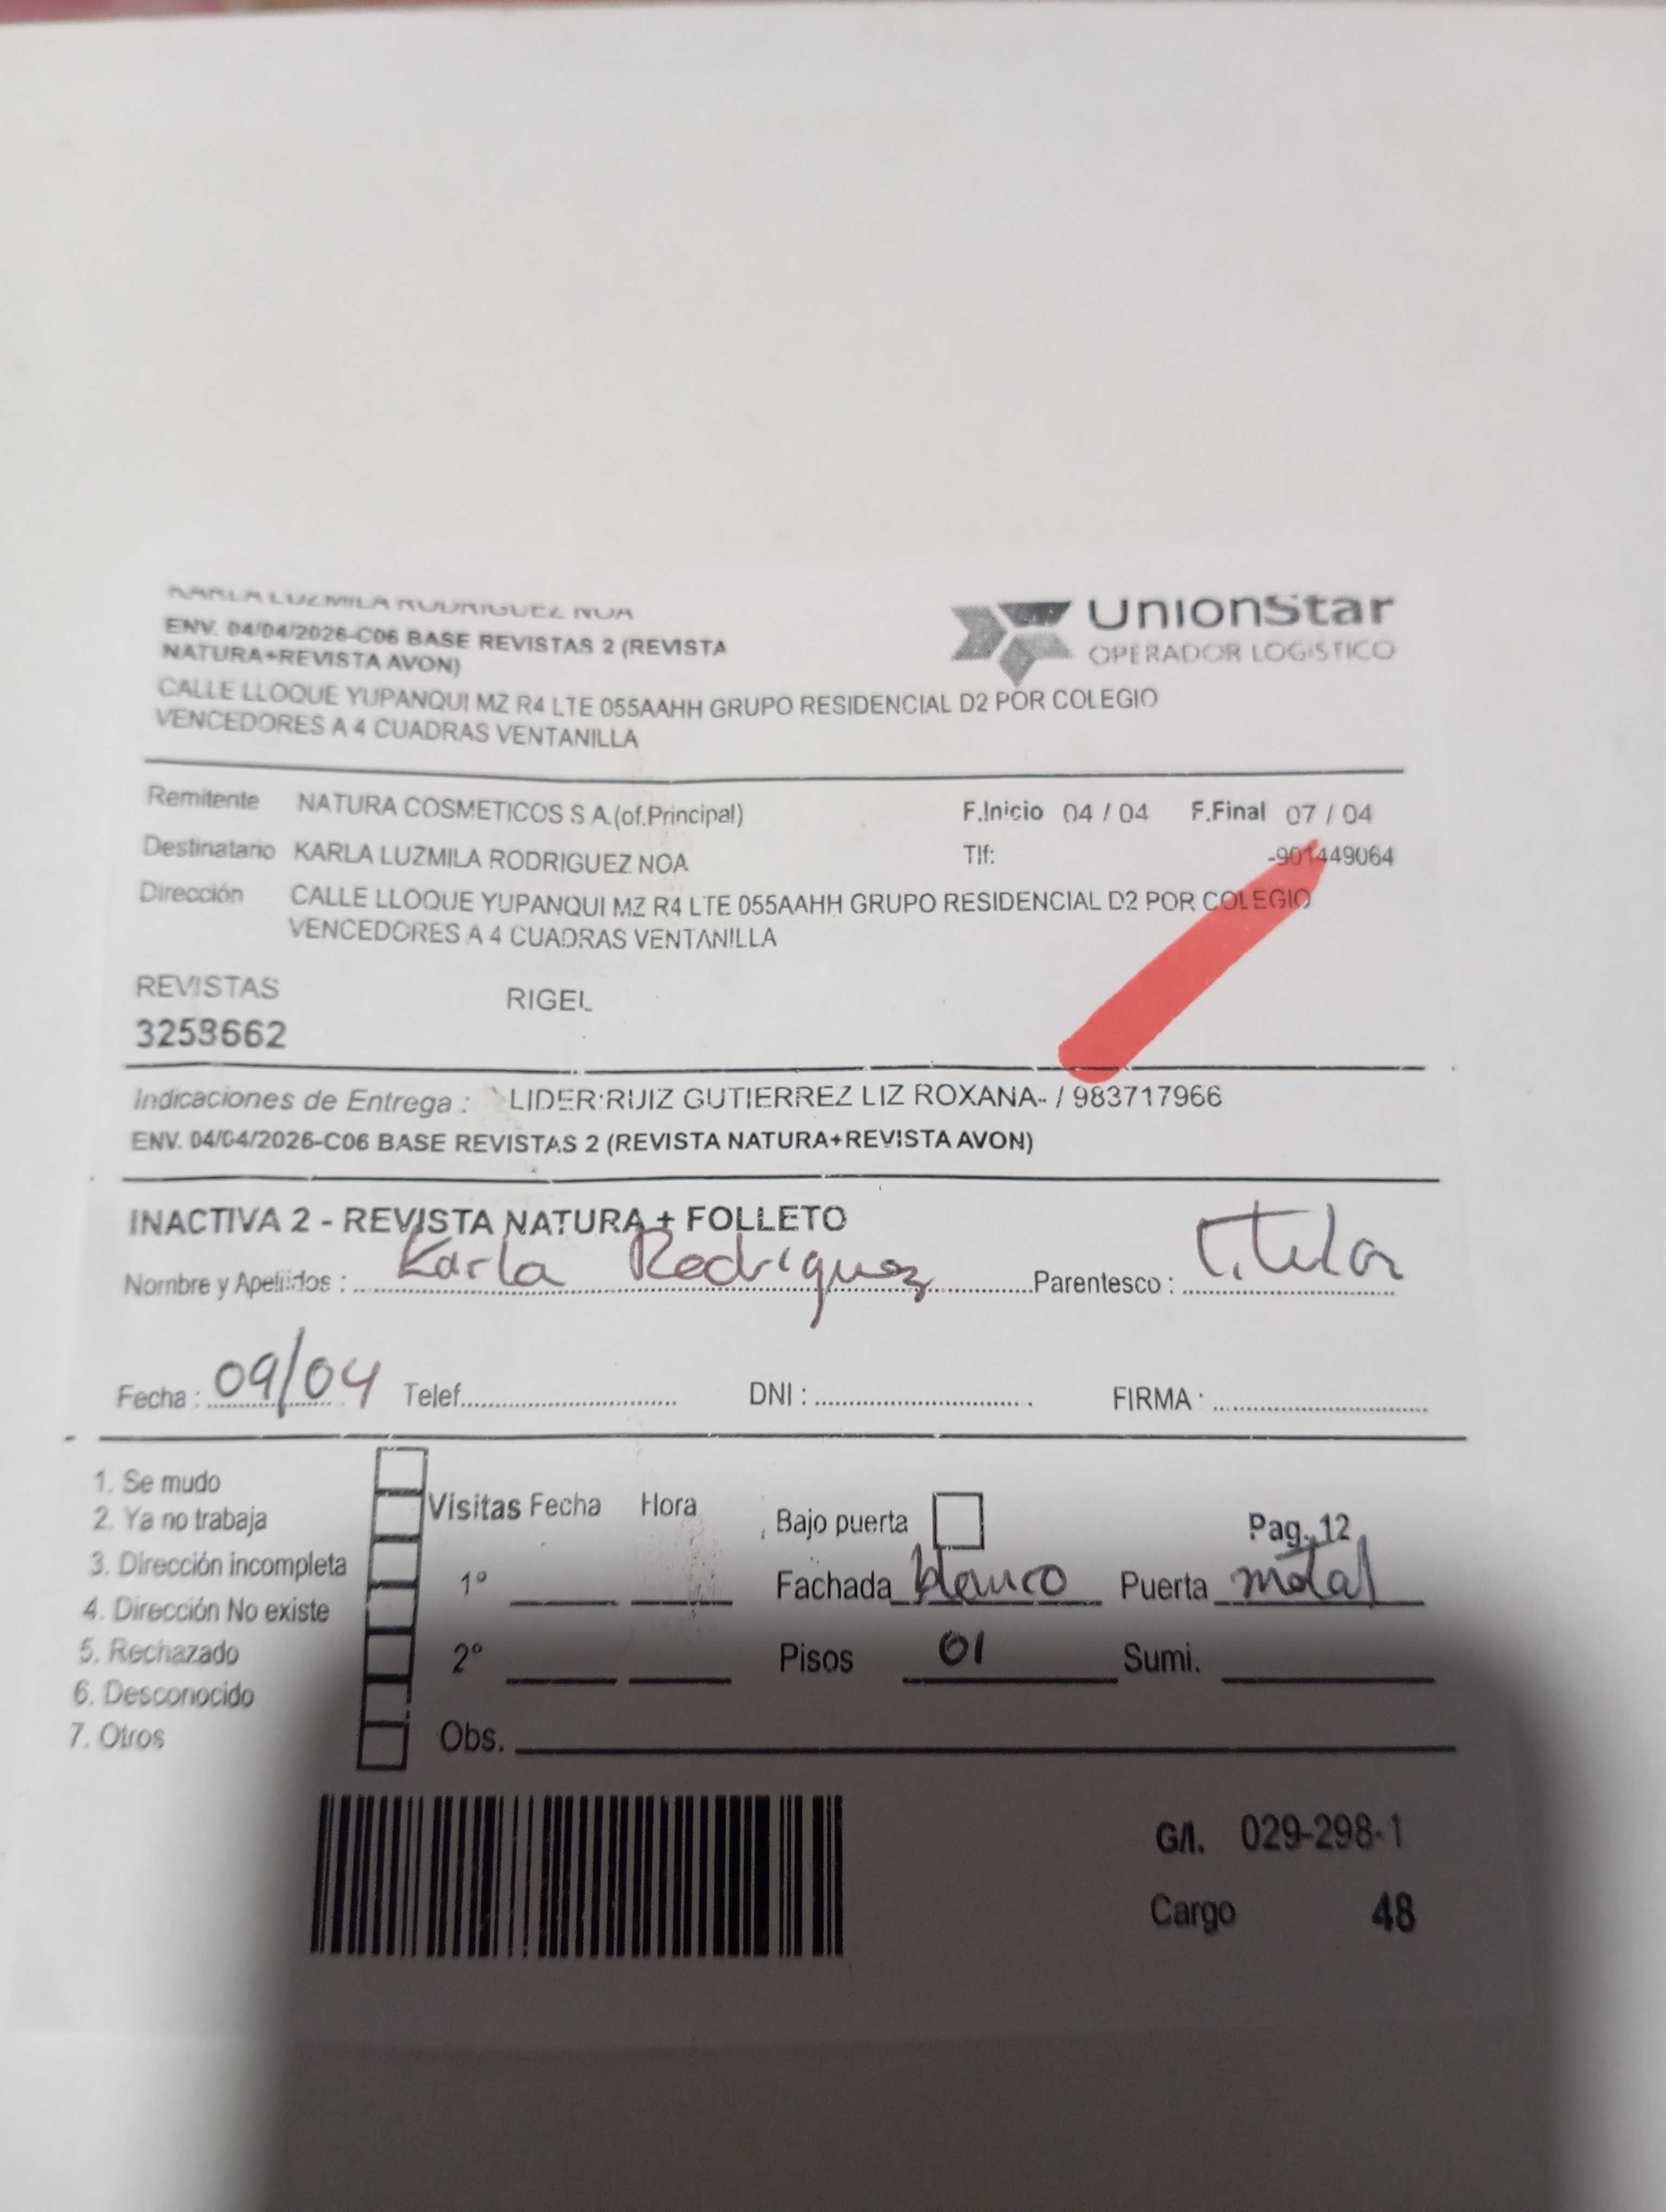 KARLA LUZMILA RODRIGUEZ NOA
ENV. 04/04/2026-C06 BASE REVISTAS 2 (REVISTA
NATURA+REVISTA AVON)
UnionStar
OPERADOR LOGISTICO
CALLE LLOQUE YUPANQUI MZ R4 LTE 055AAHH GRUPO RESIDENCIAL D2 POR COLEGIO
VENCEDORES A 4 CUADRAS VENTANILLA
Remitente NATURA COSMETICOS S A.(of.Principal) F.Inicio 04 / 04 F.Final 07 / 04
Destinatario KARLA LUZMILA RODRIGUEZ NOA Tlf: -901449064
Dirección CALLE LLOQUE YUPANQUI MZ R4 LTE 055AAHH GRUPO RESIDENCIAL D2 POR COLEGIO
VENCEDORES A 4 CUADRAS VENTANILLA
REVISTAS RIGEL
3253662
Indicaciones de Entrega : LIDER:RUIZ GUTIERREZ LIZ ROXANA- / 983717966
ENV. 04/04/2026-C06 BASE REVISTAS 2 (REVISTA NATURA+REVISTA AVON)
INACTIVA 2 - REVISTA NATURA + FOLLETO
Nombre y Apellidos : Karla Rodriguez Parentesco : Titular
Fecha : 09/04 Telef. DNI : FIRMA :
1. Se mudo
2. Ya no trabaja
3. Dirección incompleta
4. Dirección No existe
5. Rechazado
6. Desconocido
7. Otros
Visitas Fecha Hora
1º
2º
Obs.
Bajo puerta Pag. 12
Fachada blanco Puerta metal
Pisos 01 Sumi.
G/I. 029-298-1
Cargo 48